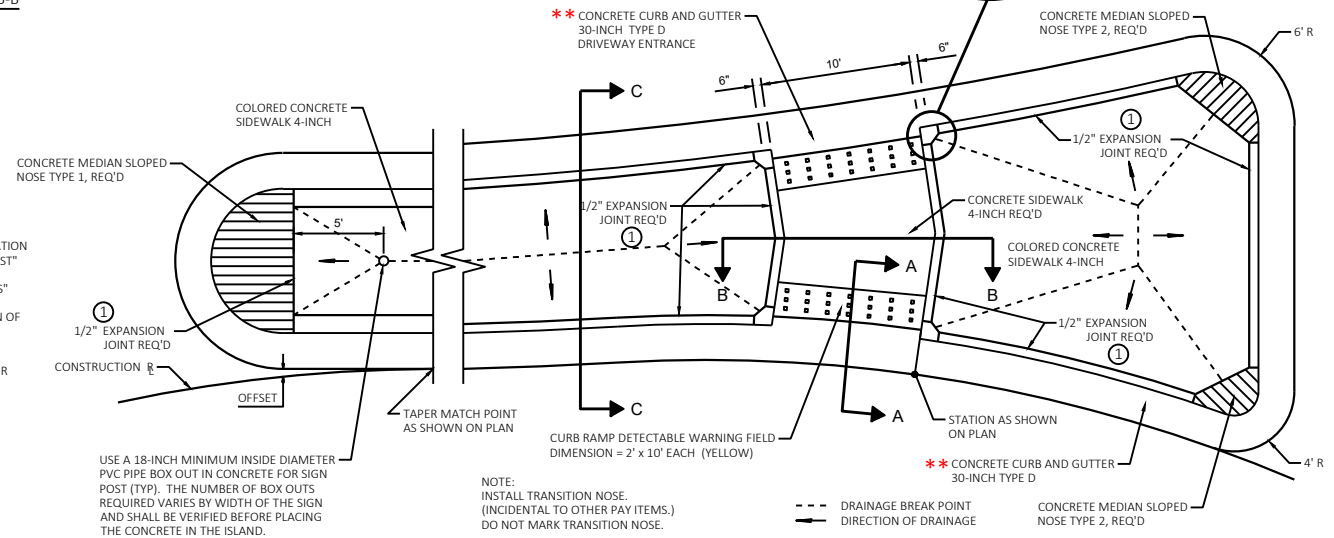 ** CONCRETE CURB AND GUTTER
30-INCH TYPE D
DRIVEWAY ENTRANCE
CONCRETE MEDIAN SLOPED
NOSE TYPE 2, REQ'D
6' R
6"
10'
6"
C
COLORED CONCRETE
SIDEWALK 4-INCH
1
1/2" EXPANSION
JOINT REQ'D
CONCRETE MEDIAN SLOPED
NOSE TYPE 1, REQ'D
5'
1/2" EXPANSION
JOINT REQ'D
1
CONCRETE SIDEWALK
4-INCH REQ'D
COLORED CONCRETE
SIDEWALK 4-INCH
A
B
B
1
1/2" EXPANSION
JOINT REQ'D
1/2" EXPANSION
JOINT REQ'D
1
CONSTRUCTION
OFFSET
C
A
TAPER MATCH POINT
AS SHOWN ON PLAN
STATION AS SHOWN
ON PLAN
CURB RAMP DETECTABLE WARNING FIELD
DIMENSION = 2' x 10' EACH (YELLOW)
USE A 18-INCH MINIMUM INSIDE DIAMETER
PVC PIPE BOX OUT IN CONCRETE FOR SIGN
POST (TYP). THE NUMBER OF BOX OUTS
REQUIRED VARIES BY WIDTH OF THE SIGN
AND SHALL BE VERIFIED BEFORE PLACING
THE CONCRETE IN THE ISLAND.
NOTE:
INSTALL TRANSITION NOSE.
(INCIDENTAL TO OTHER PAY ITEMS.)
DO NOT MARK TRANSITION NOSE.
** CONCRETE CURB AND GUTTER
30-INCH TYPE D
4' R
DRAINAGE BREAK POINT
DIRECTION OF DRAINAGE
CONCRETE MEDIAN SLOPED
NOSE TYPE 2, REQ'D